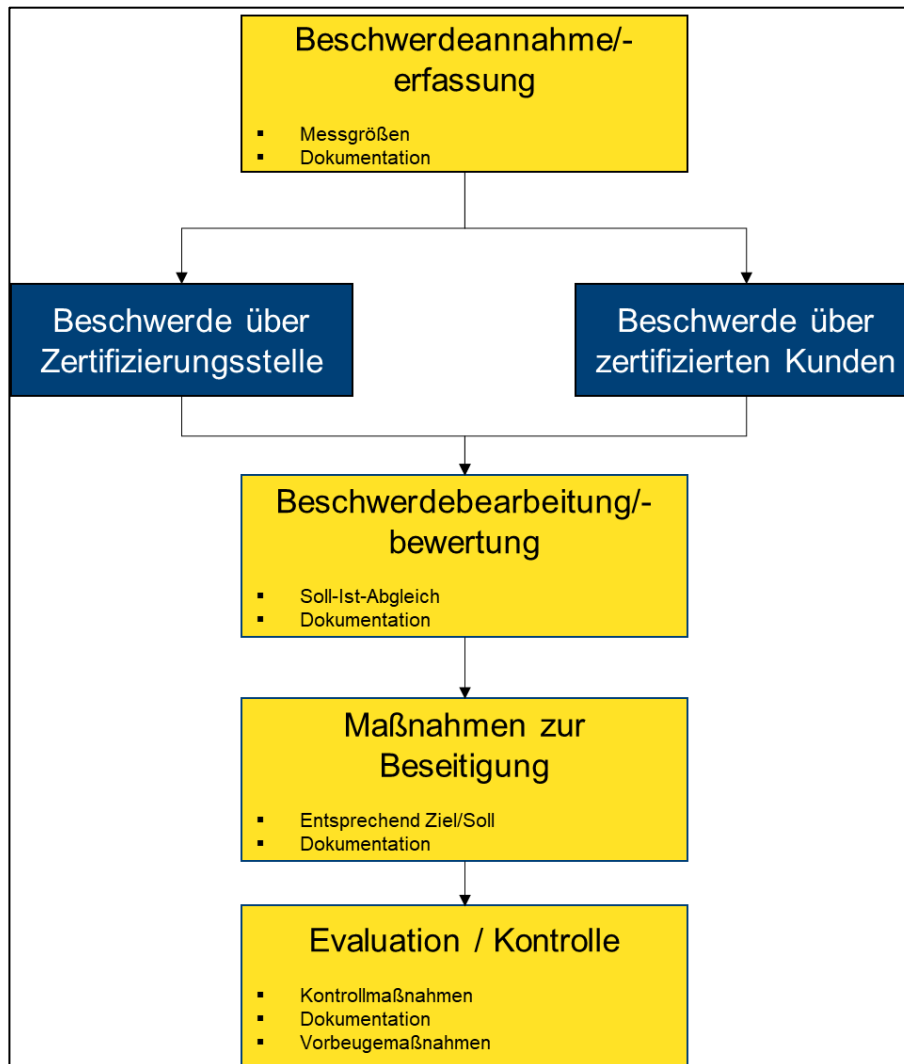 Beschwerdeannahme/-
erfassung
▪ Messgrößen
▪ Dokumentation
Beschwerde über
Zertifizierungsstelle
Beschwerde über
zertifizierten Kunden
Beschwerdebearbeitung/-
bewertung
▪ Soll-Ist-Abgleich
▪ Dokumentation
Maßnahmen zur
Beseitigung
▪ Entsprechend Ziel/Soll
▪ Dokumentation
Evaluation / Kontrolle
▪ Kontrollmaßnahmen
▪ Dokumentation
▪ Vorbeugemaßnahmen